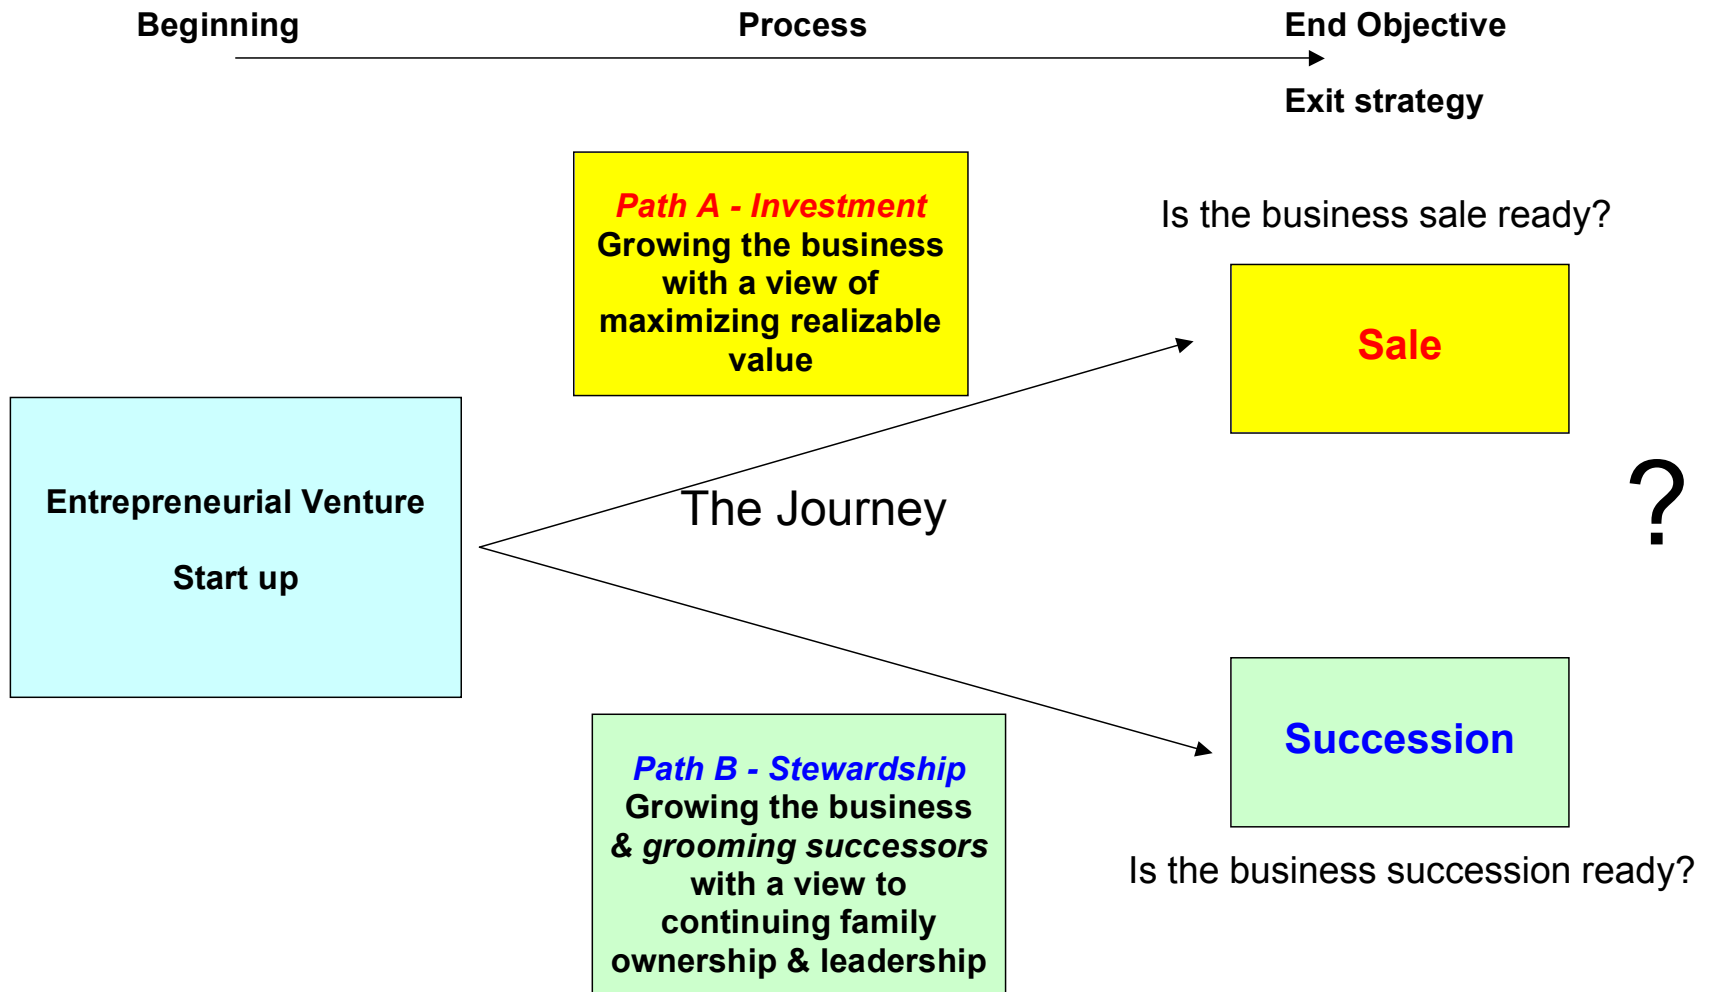 Beginning
Process
End Objective
Exit strategy
Path A - Investment
Growing the business
with a view of
maximizing realizable
value
Is the business sale ready?
Sale
Entrepreneurial Venture
Start up
The Journey
?
Path B - Stewardship
Growing the business
& grooming successors
with a view to
continuing family
ownership & leadership
Succession
Is the business succession ready?